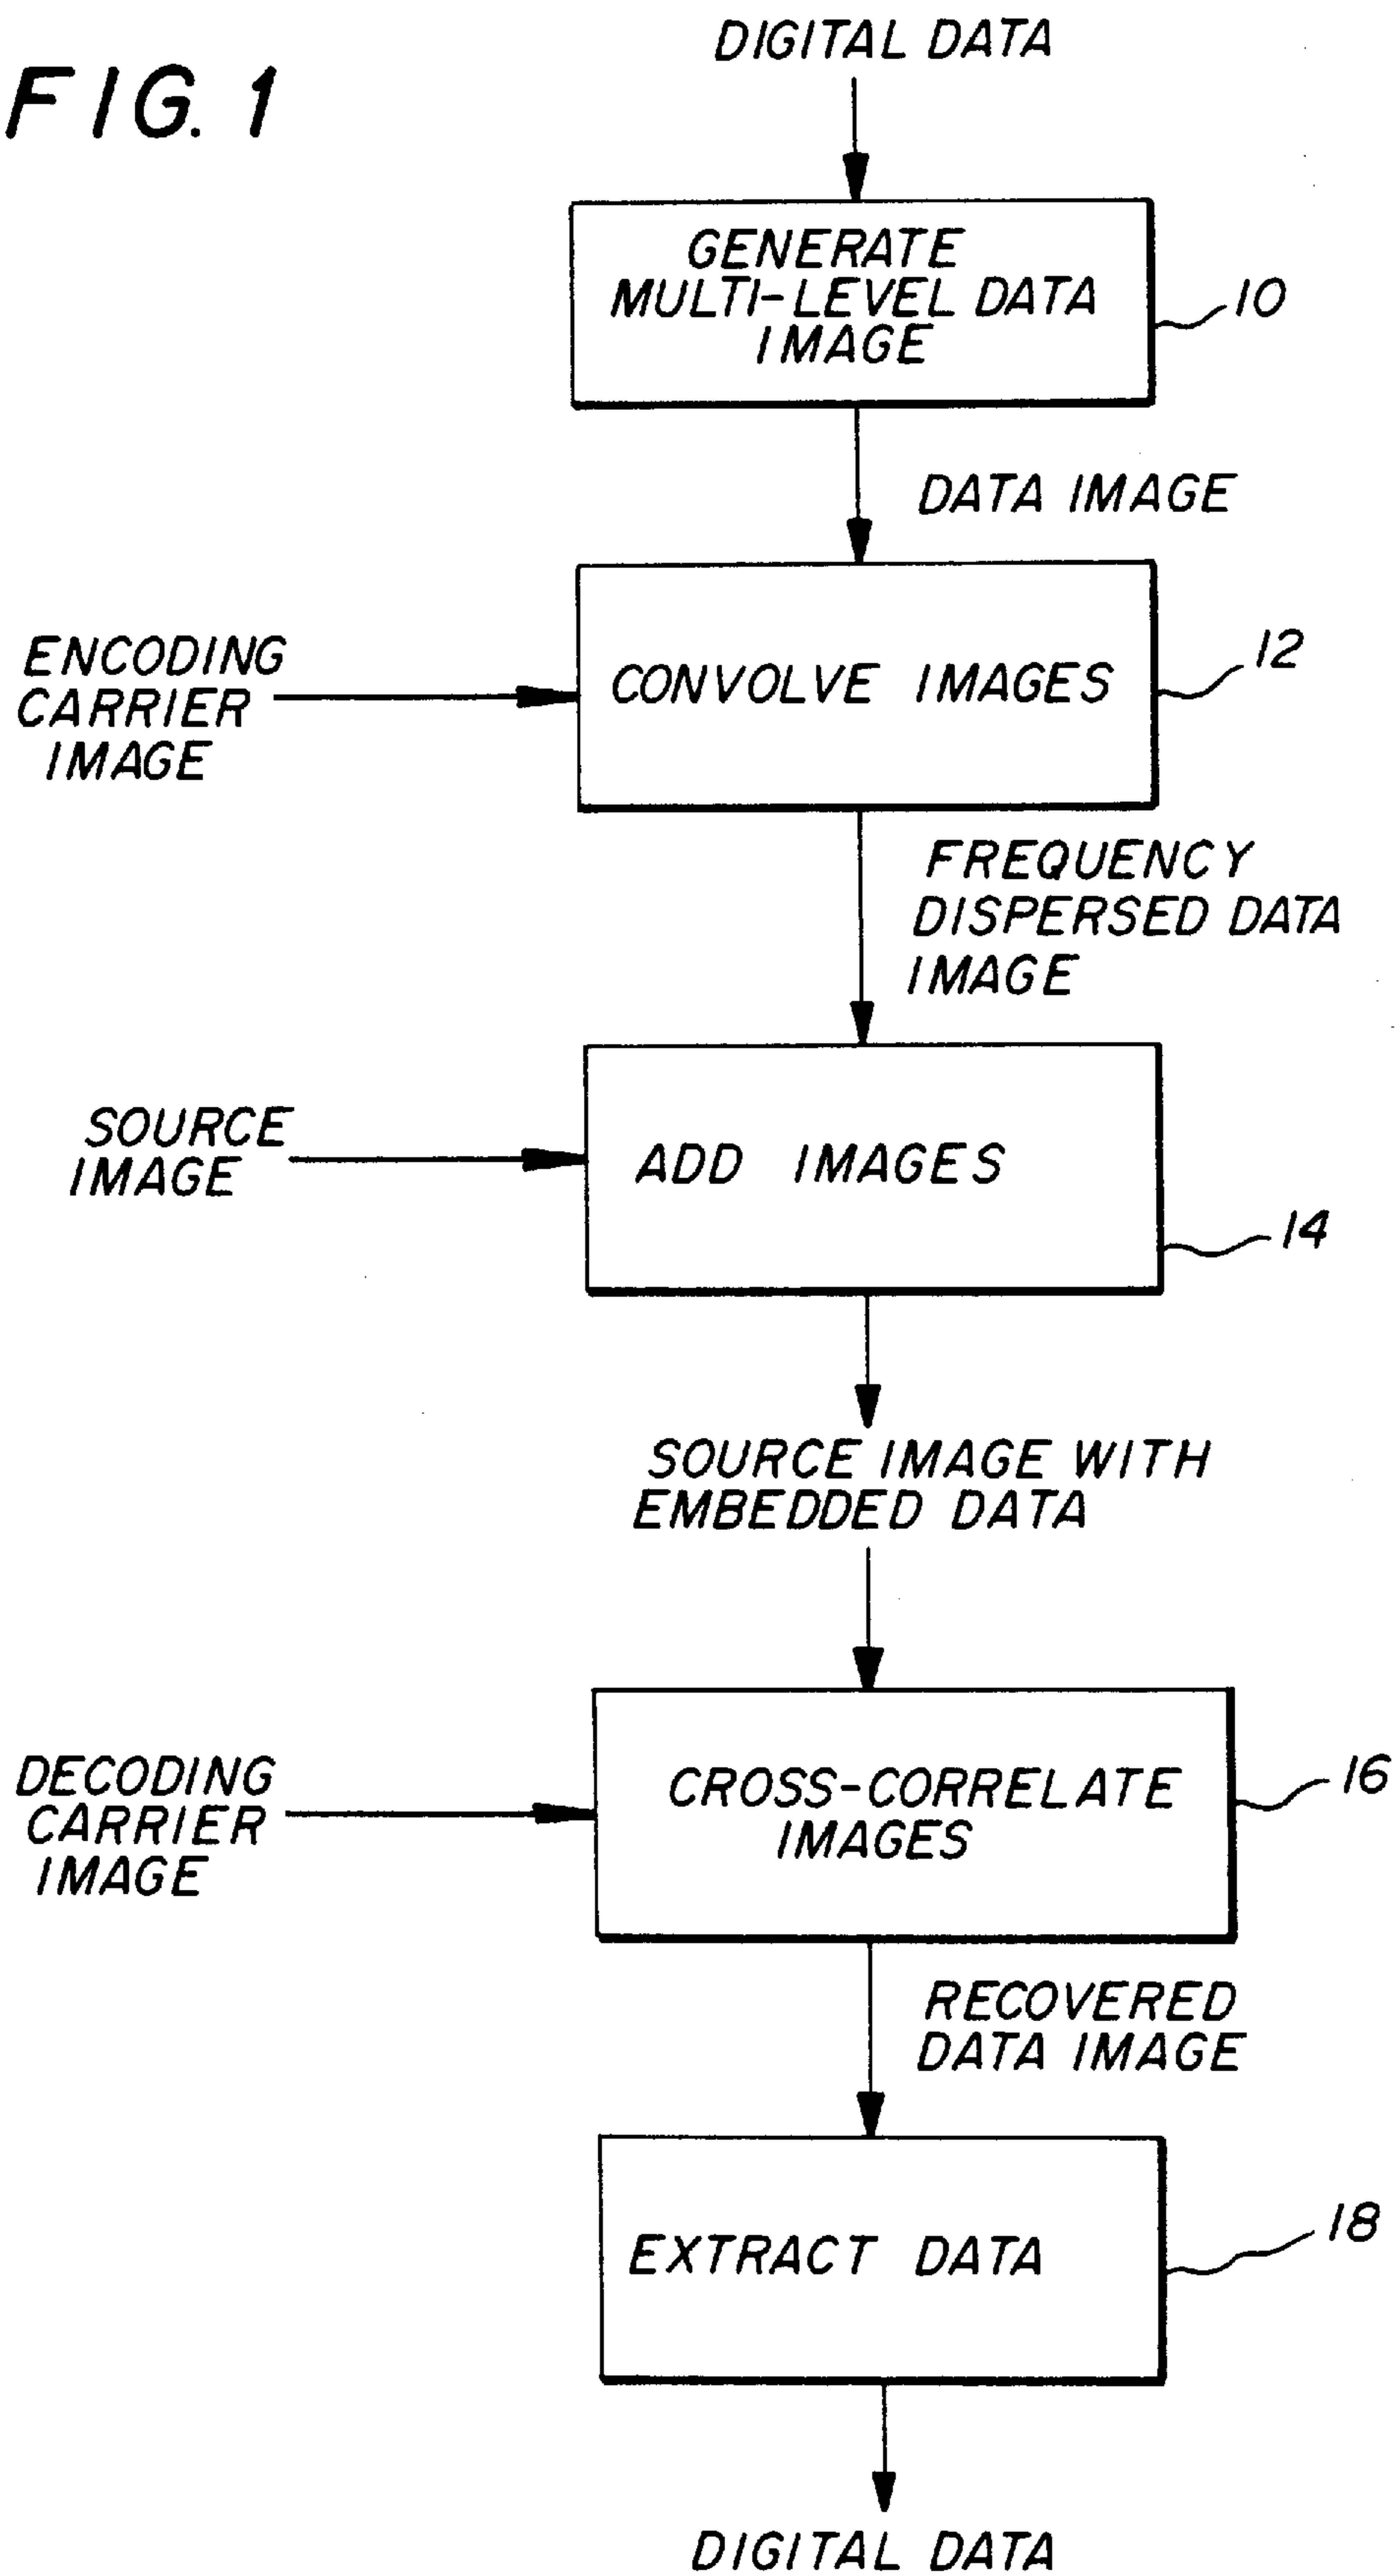 FIG. 1
DIGITAL DATA
GENERATE
MULTI-LEVEL DATA
IMAGE
10
DATA IMAGE
ENCODING
CARRIER
IMAGE
CONVOLVE IMAGES
12
FREQUENCY
DISPERSED DATA
IMAGE
SOURCE
IMAGE
ADD IMAGES
14
SOURCE IMAGE WITH
EMBEDDED DATA
DECODING
CARRIER
IMAGE
CROSS-CORRELATE
IMAGES
16
RECOVERED
DATA IMAGE
EXTRACT DATA
18
DIGITAL DATA